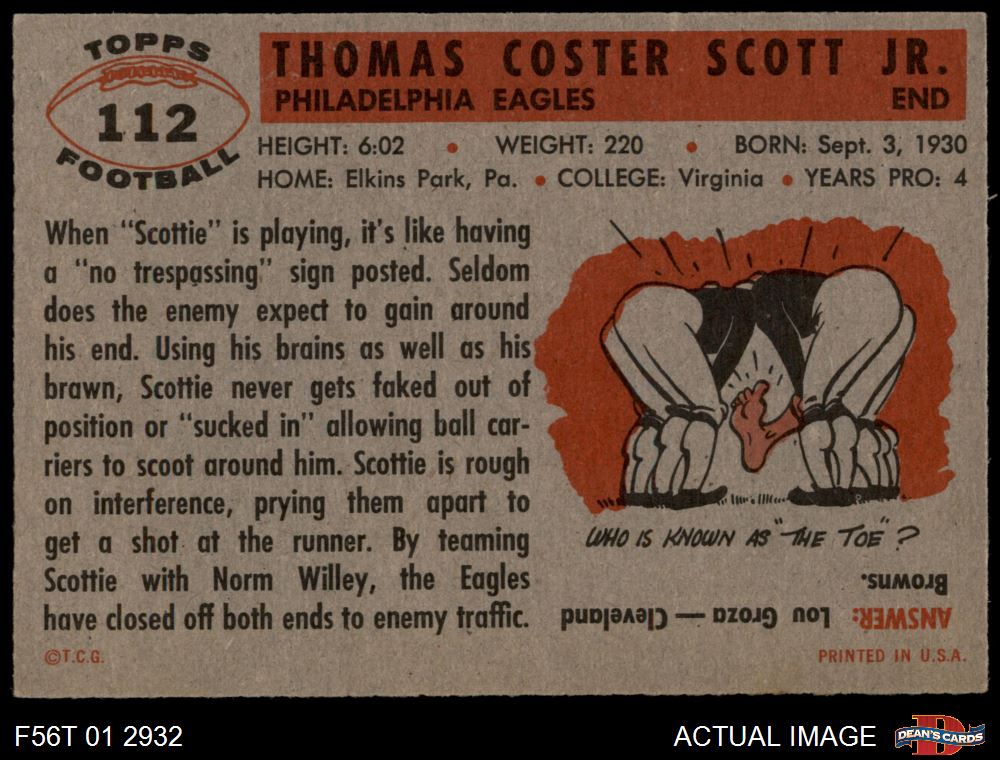 TOPPS
112
FOOTBALL
THOMAS COSTER SCOTT JR.
PHILADELPHIA EAGLES END
HEIGHT: 6:02 • WEIGHT: 220 • BORN: Sept. 3, 1930
HOME: Elkins Park, Pa. • COLLEGE: Virginia • YEARS PRO: 4
When "Scottie" is playing, it's like having
a "no trespassing" sign posted. Seldom
does the enemy expect to gain around
his end. Using his brains as well as his
brawn, Scottie never gets faked out of
position or "sucked in" allowing ball car-
riers to scoot around him. Scottie is rough
on interference, prying them apart to
get a shot at the runner. By teaming
Scottie with Norm Willey, the Eagles
have closed off both ends to enemy traffic.
WHO IS KNOWN AS "THE TOE"?
ANSWER: Lou Groza — Cleveland
Browns.
©T.C.G.
PRINTED IN U.S.A.
F56T 01 2932
ACTUAL IMAGE
DEAN'S CARDS